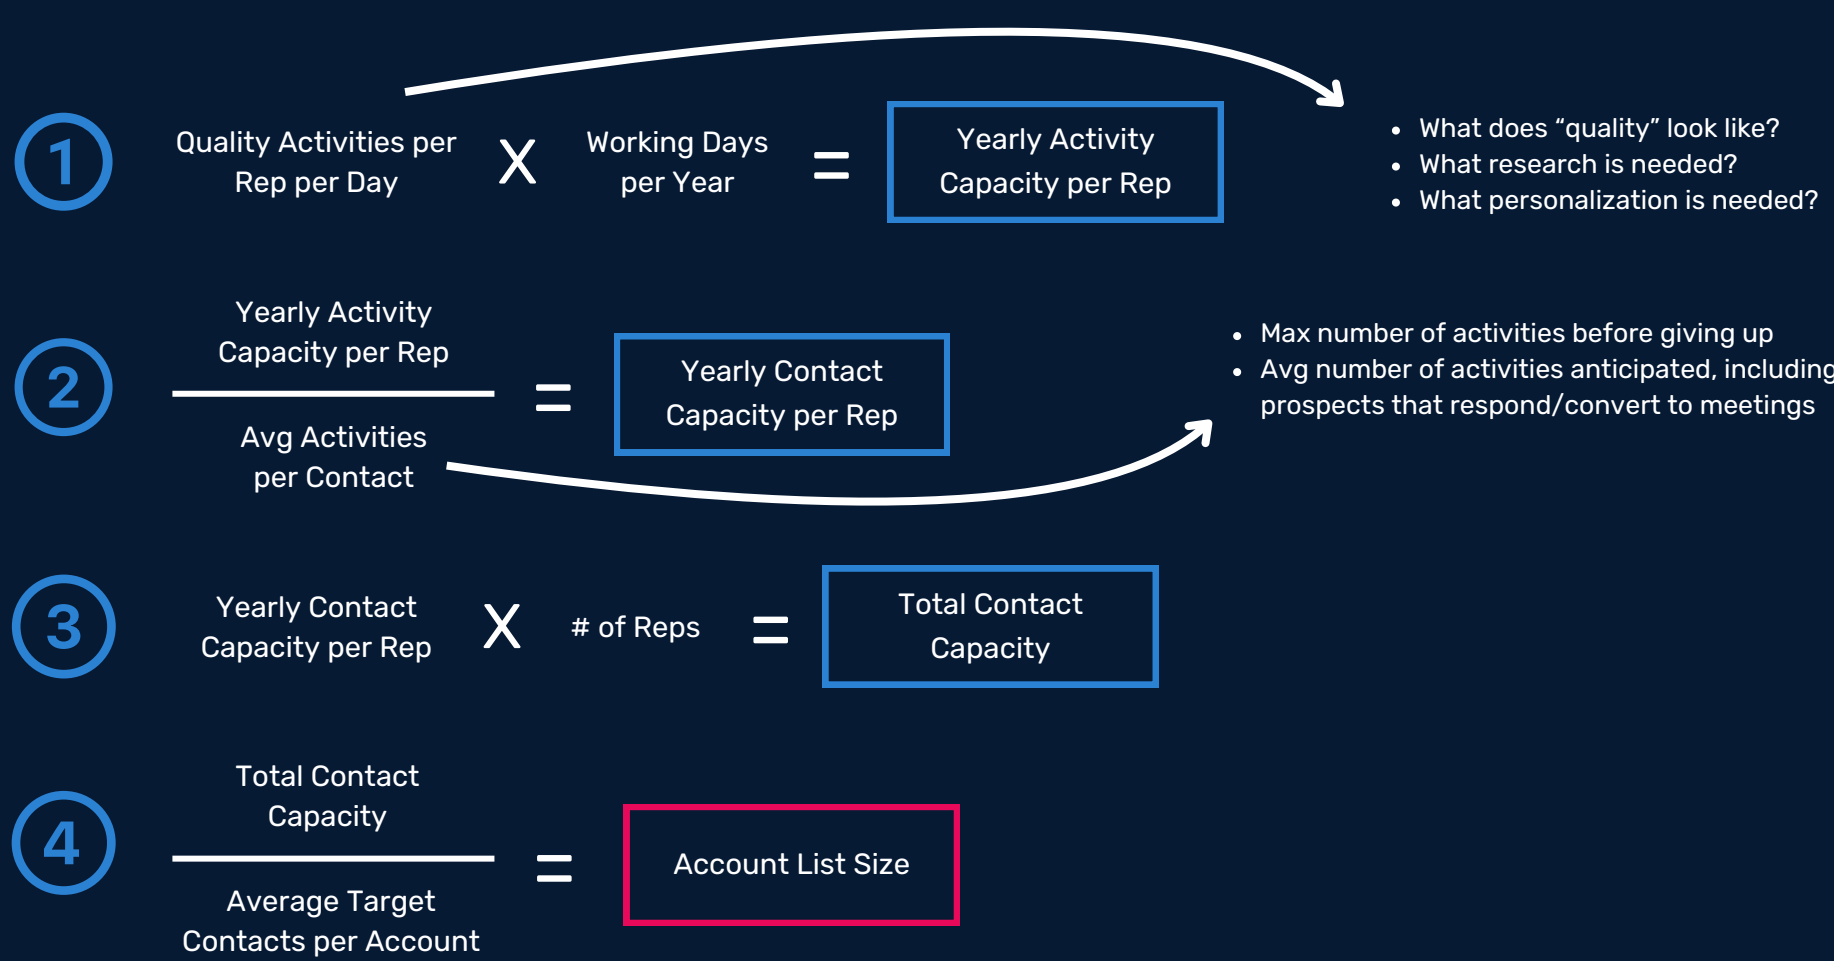 1
Quality Activities per
Rep per Day
X
Working Days
per Year
=
Yearly Activity
Capacity per Rep
• What does “quality” look like?
• What research is needed?
• What personalization is needed?
2
Yearly Activity
Capacity per Rep
Avg Activities
per Contact
=
Yearly Contact
Capacity per Rep
• Max number of activities before giving up
• Avg number of activities anticipated, including
prospects that respond/convert to meetings
3
Yearly Contact
Capacity per Rep
X
# of Reps
=
Total Contact
Capacity
4
Total Contact
Capacity
Average Target
Contacts per Account
=
Account List Size